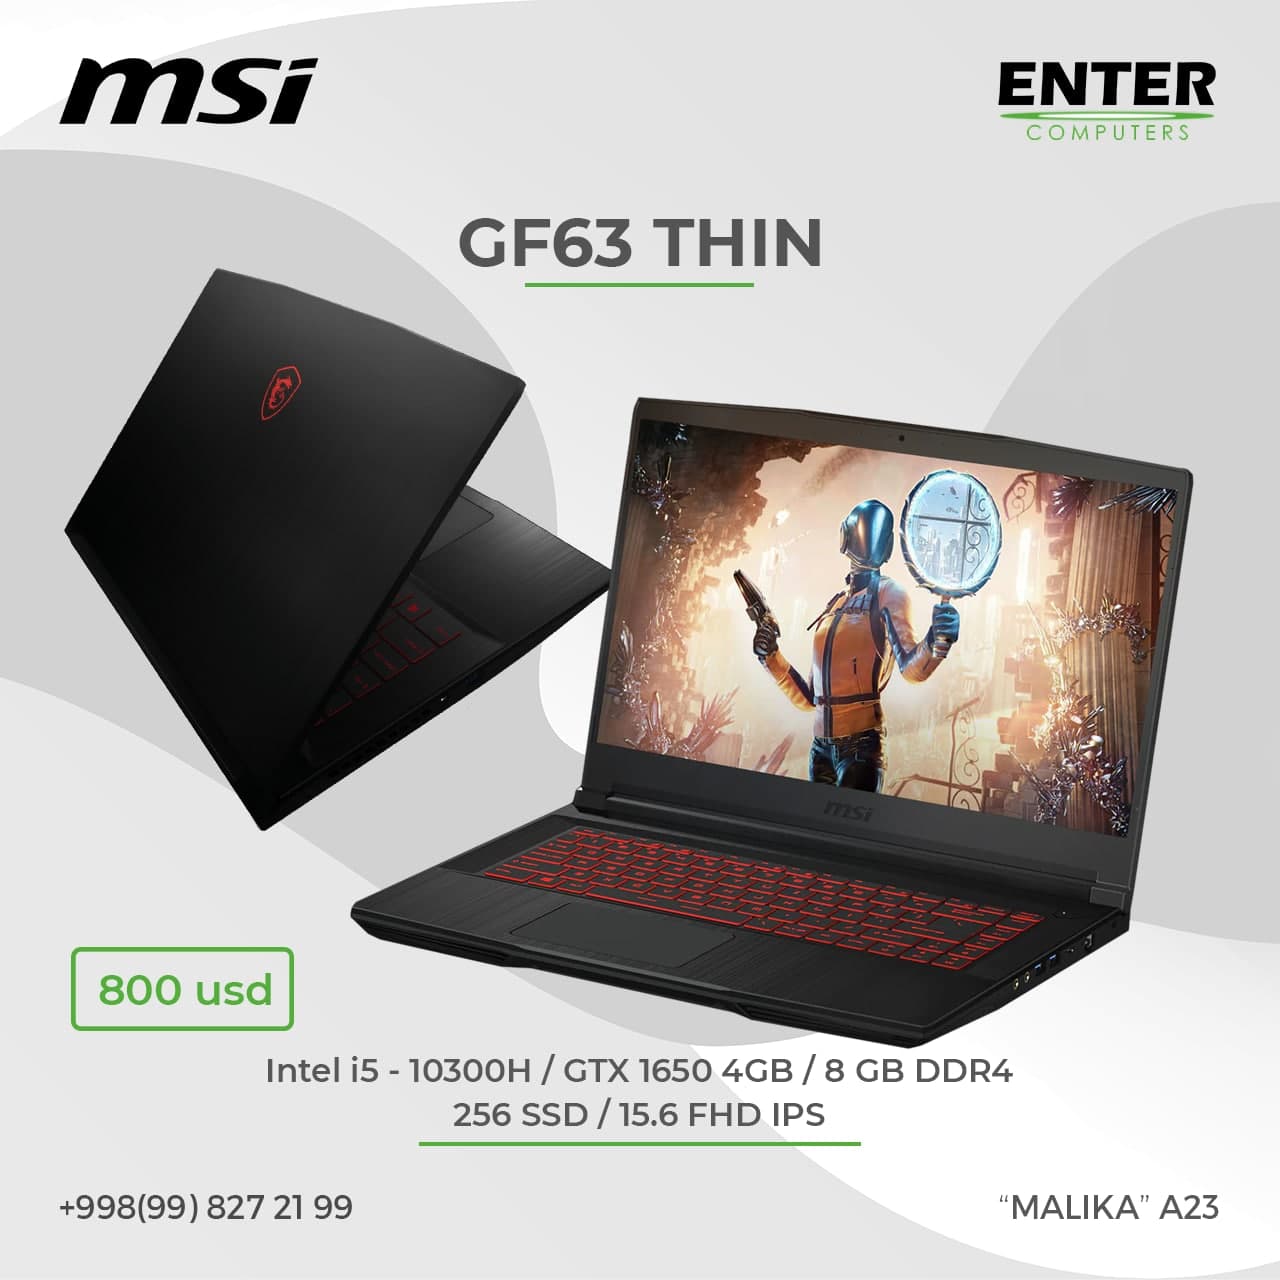 msi
ENTER
COMPUTERS
GF63 THIN
msi
800 usd
Intel i5 - 10300H / GTX 1650 4GB / 8 GB DDR4
256 SSD / 15.6 FHD IPS
+998(99) 827 21 99
“MALIKA” A23